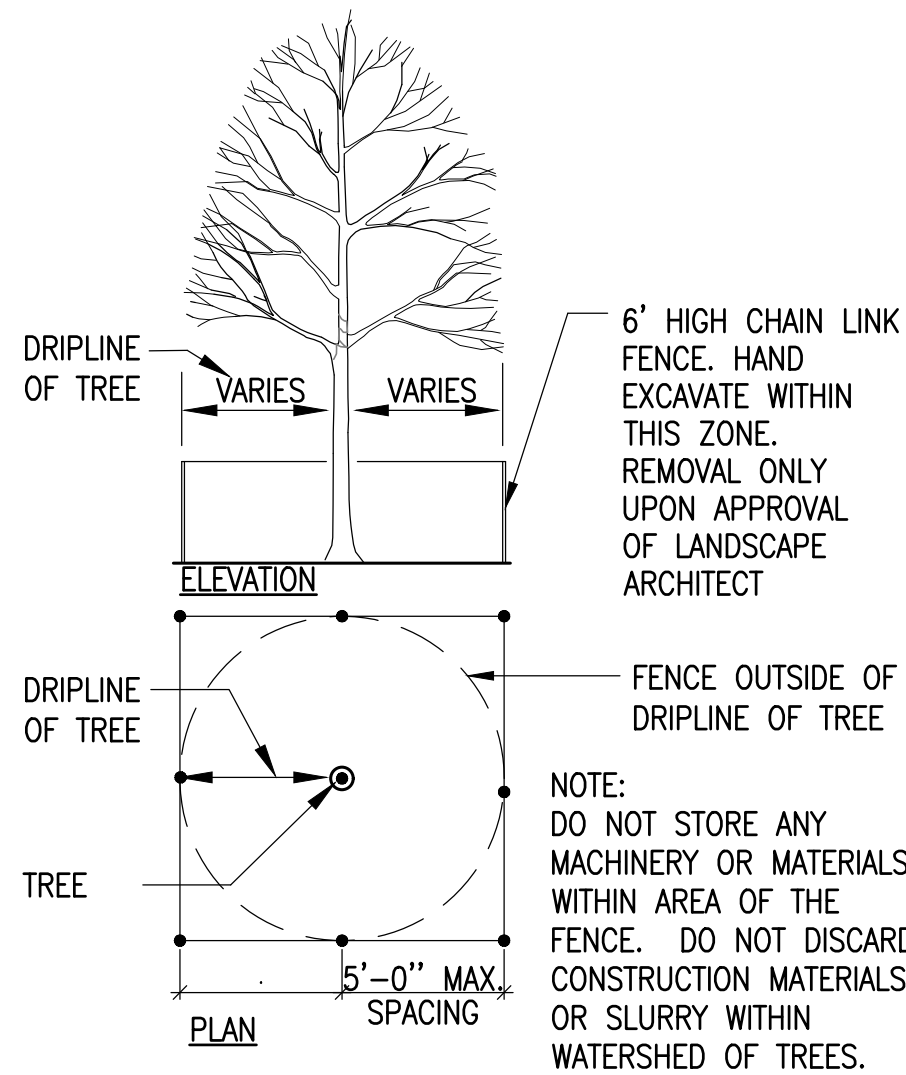 DRIPLINE
OF TREE
VARIES
VARIES
6' HIGH CHAIN LINK
FENCE. HAND
EXCAVATE WITHIN
THIS ZONE.
REMOVAL ONLY
UPON APPROVAL
OF LANDSCAPE
ARCHITECT
ELEVATION
DRIPLINE
OF TREE
FENCE OUTSIDE OF
DRIPLINE OF TREE
TREE
NOTE:
DO NOT STORE ANY
MACHINERY OR MATERIALS
WITHIN AREA OF THE
FENCE. DO NOT DISCARD
CONSTRUCTION MATERIALS
OR SLURRY WITHIN
WATERSHED OF TREES.
5'-0'' MAX.
SPACING
PLAN